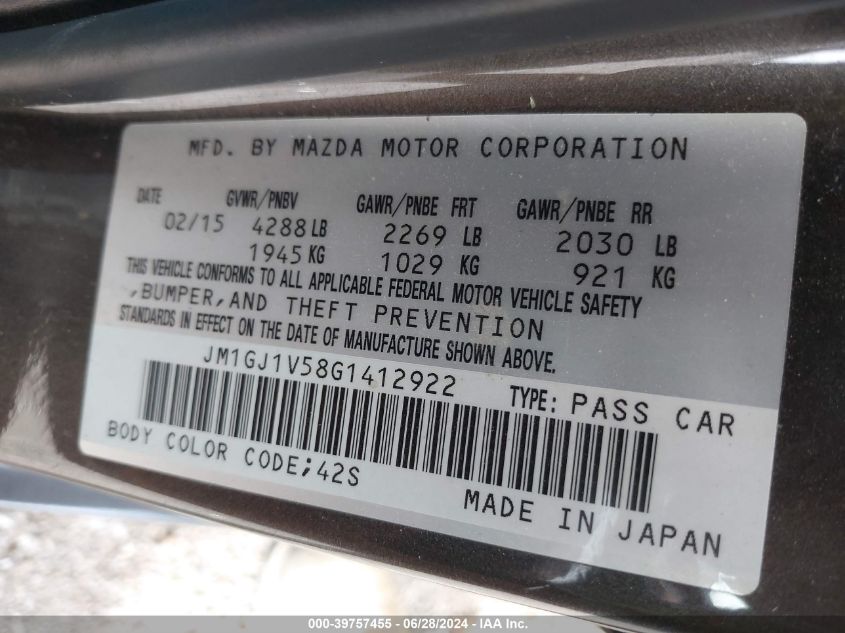 MFD. BY MAZDA MOTOR CORPORATION
DATE GVWR/PNBV GAWR/PNBE FRT GAWR/PNBE RR
02/15 4288 LB 2269 LB 2030 LB
1945 KG 1029 KG 921 KG
THIS VEHICLE CONFORMS TO ALL APPLICABLE FEDERAL MOTOR VEHICLE SAFETY
,BUMPER,AND THEFT PREVENTION
STANDARDS IN EFFECT ON THE DATE OF MANUFACTURE SHOWN ABOVE.
JM1GJ1V58G1412922 TYPE: PASS CAR
BODY COLOR CODE;42S
MADE IN JAPAN
000-39757455 - 06/28/2024 - IAA Inc.